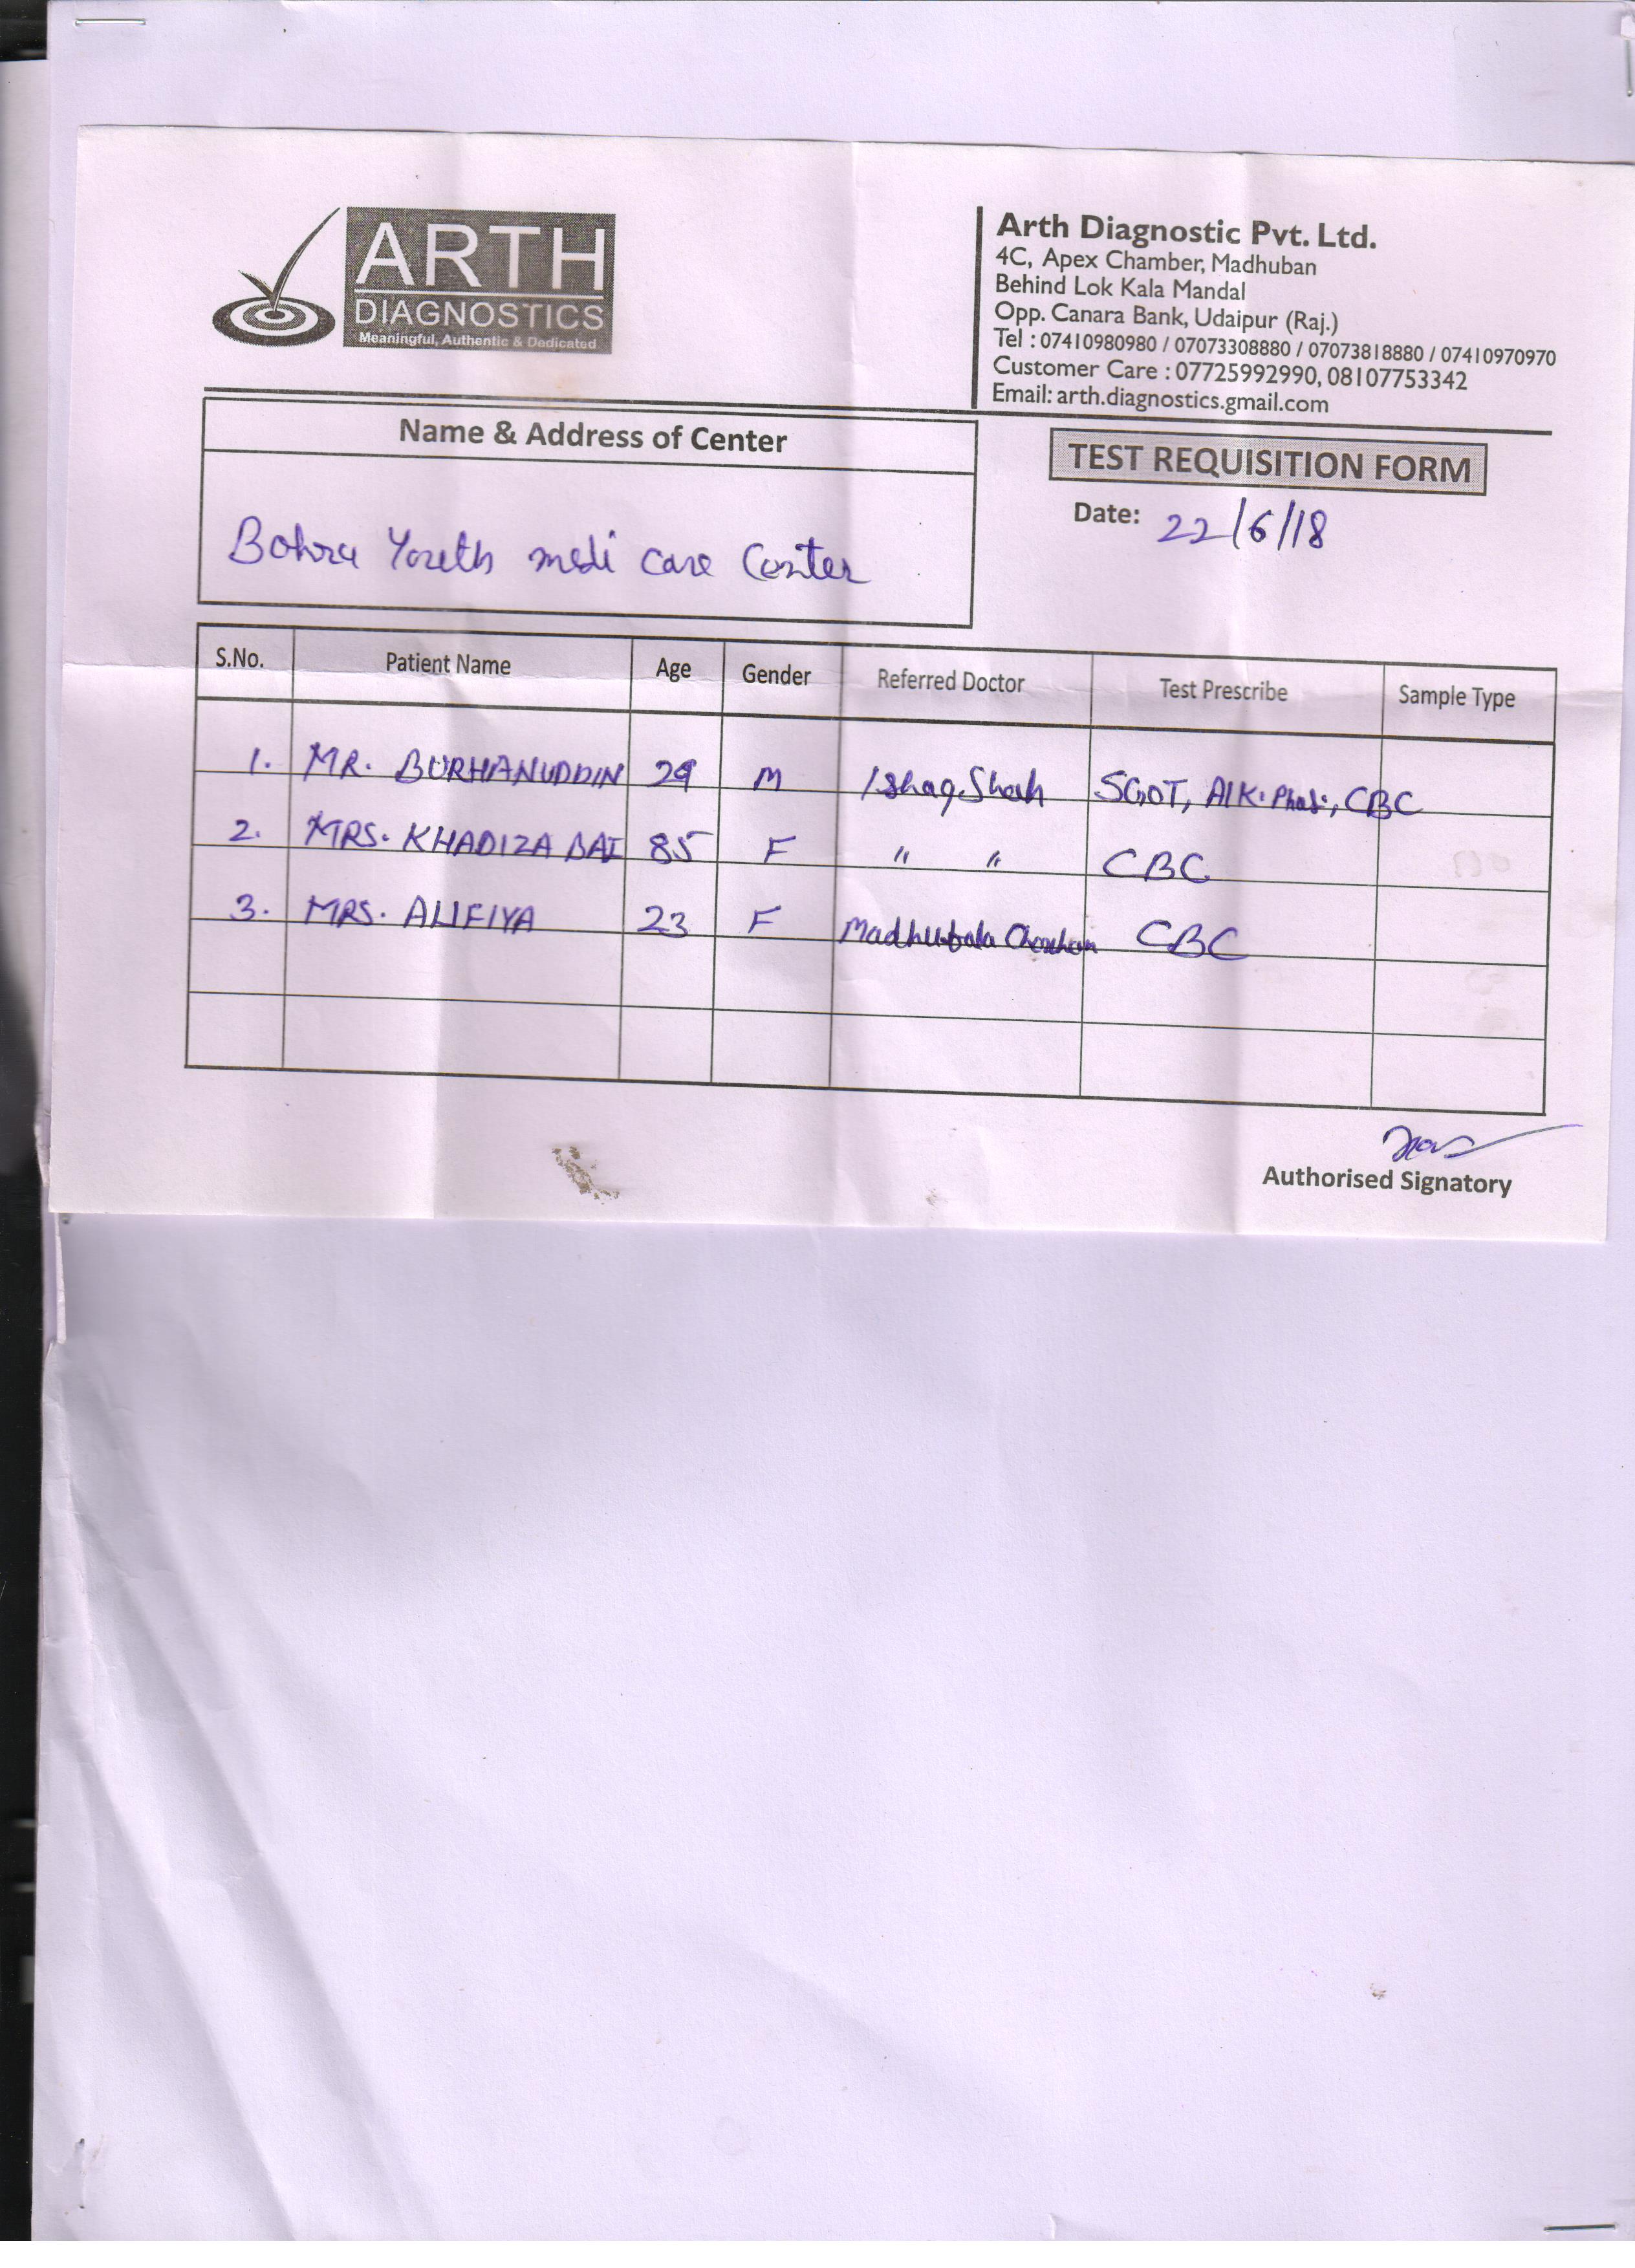 ARTH
DIAGNOSTICS
Meaningful, Authentic & Dedicated
Arth Diagnostic Pvt. Ltd.
4C, Apex Chamber, Madhuban
Behind Lok Kala Mandal
Opp. Canara Bank, Udaipur (Raj.)
Tel : 07410980980 / 07073308880 / 07073818880 / 07410970970
Customer Care : 07725992990, 08107753342
Email: arth.diagnostics.gmail.com
Name & Address of Center
TEST REQUISITION FORM
Date: 22/6/18
Bohra Youth medi care Center
S.No. Patient Name Age Gender Referred Doctor Test Prescribe Sample Type
1. MR. BURHANUDDIN 29 M Ishaq Shah SGOT, Alk. Phos., CBC
2. MRS. KHADIZA BAI 85 F " " CBC
3. MRS. ALIFIYA 23 F Madhubala CBC
Authorised Signatory